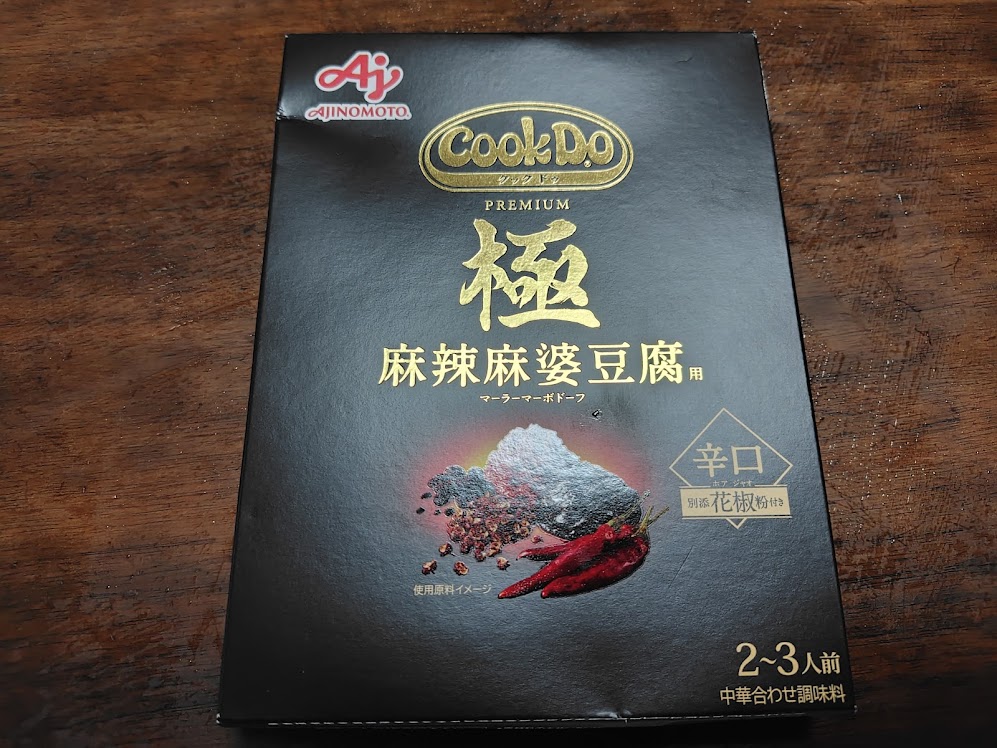 Aj
AJINOMOTO®
Cook Do®
クックドゥ
PREMIUM
極
麻辣麻婆豆腐用
マーラーマーボドーフ
辛口
ホアジャオ
別添花椒粉付き
使用原料イメージ
2~3人前
中華合わせ調味料